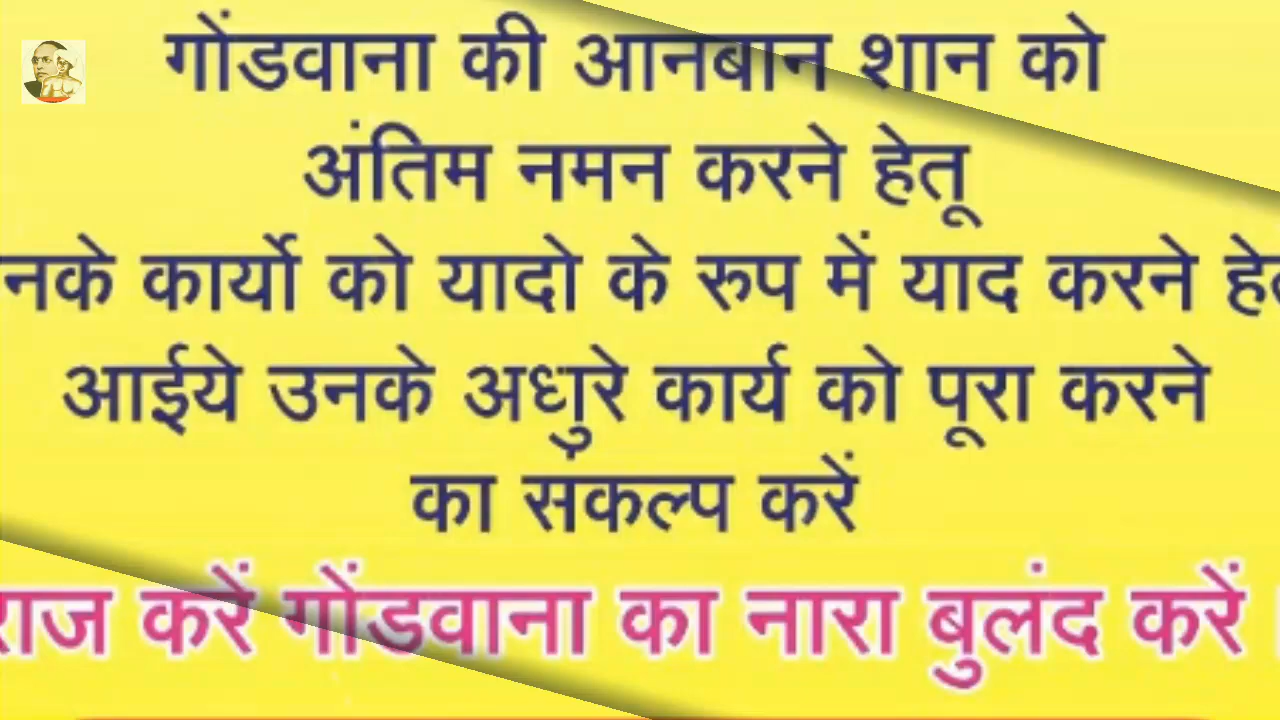 गोंडवाना की आनबान शान को
अंतिम नमन करने हेतू
नके कार्यो को यादो के रुप में याद करने
आईये उनके अधुरे कार्य को पूरा करने
का संकल्प करें
राज करें गोंडवाना का नारा बुलंद करें